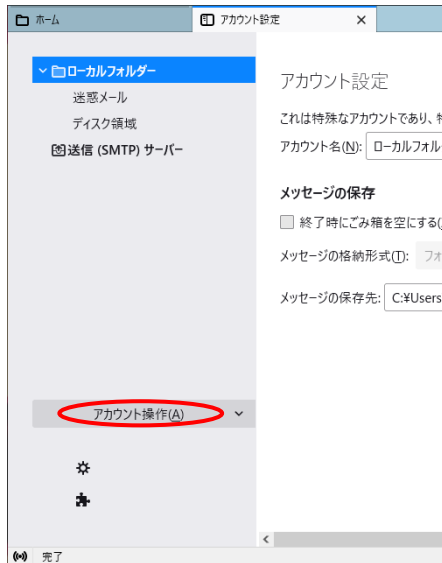 ホーム
アカウント設定
ローカルフォルダー
迷惑メール
ディスク領域
送信 (SMTP) サーバー
アカウント操作(A)
アカウント設定
これは特殊なアカウントであり、
アカウント名(N): ローカルフォル
メッセージの保存
終了時にごみ箱を空にする(
メッセージの格納形式(T): フォ
メッセージの保存先: C:¥Users
完了